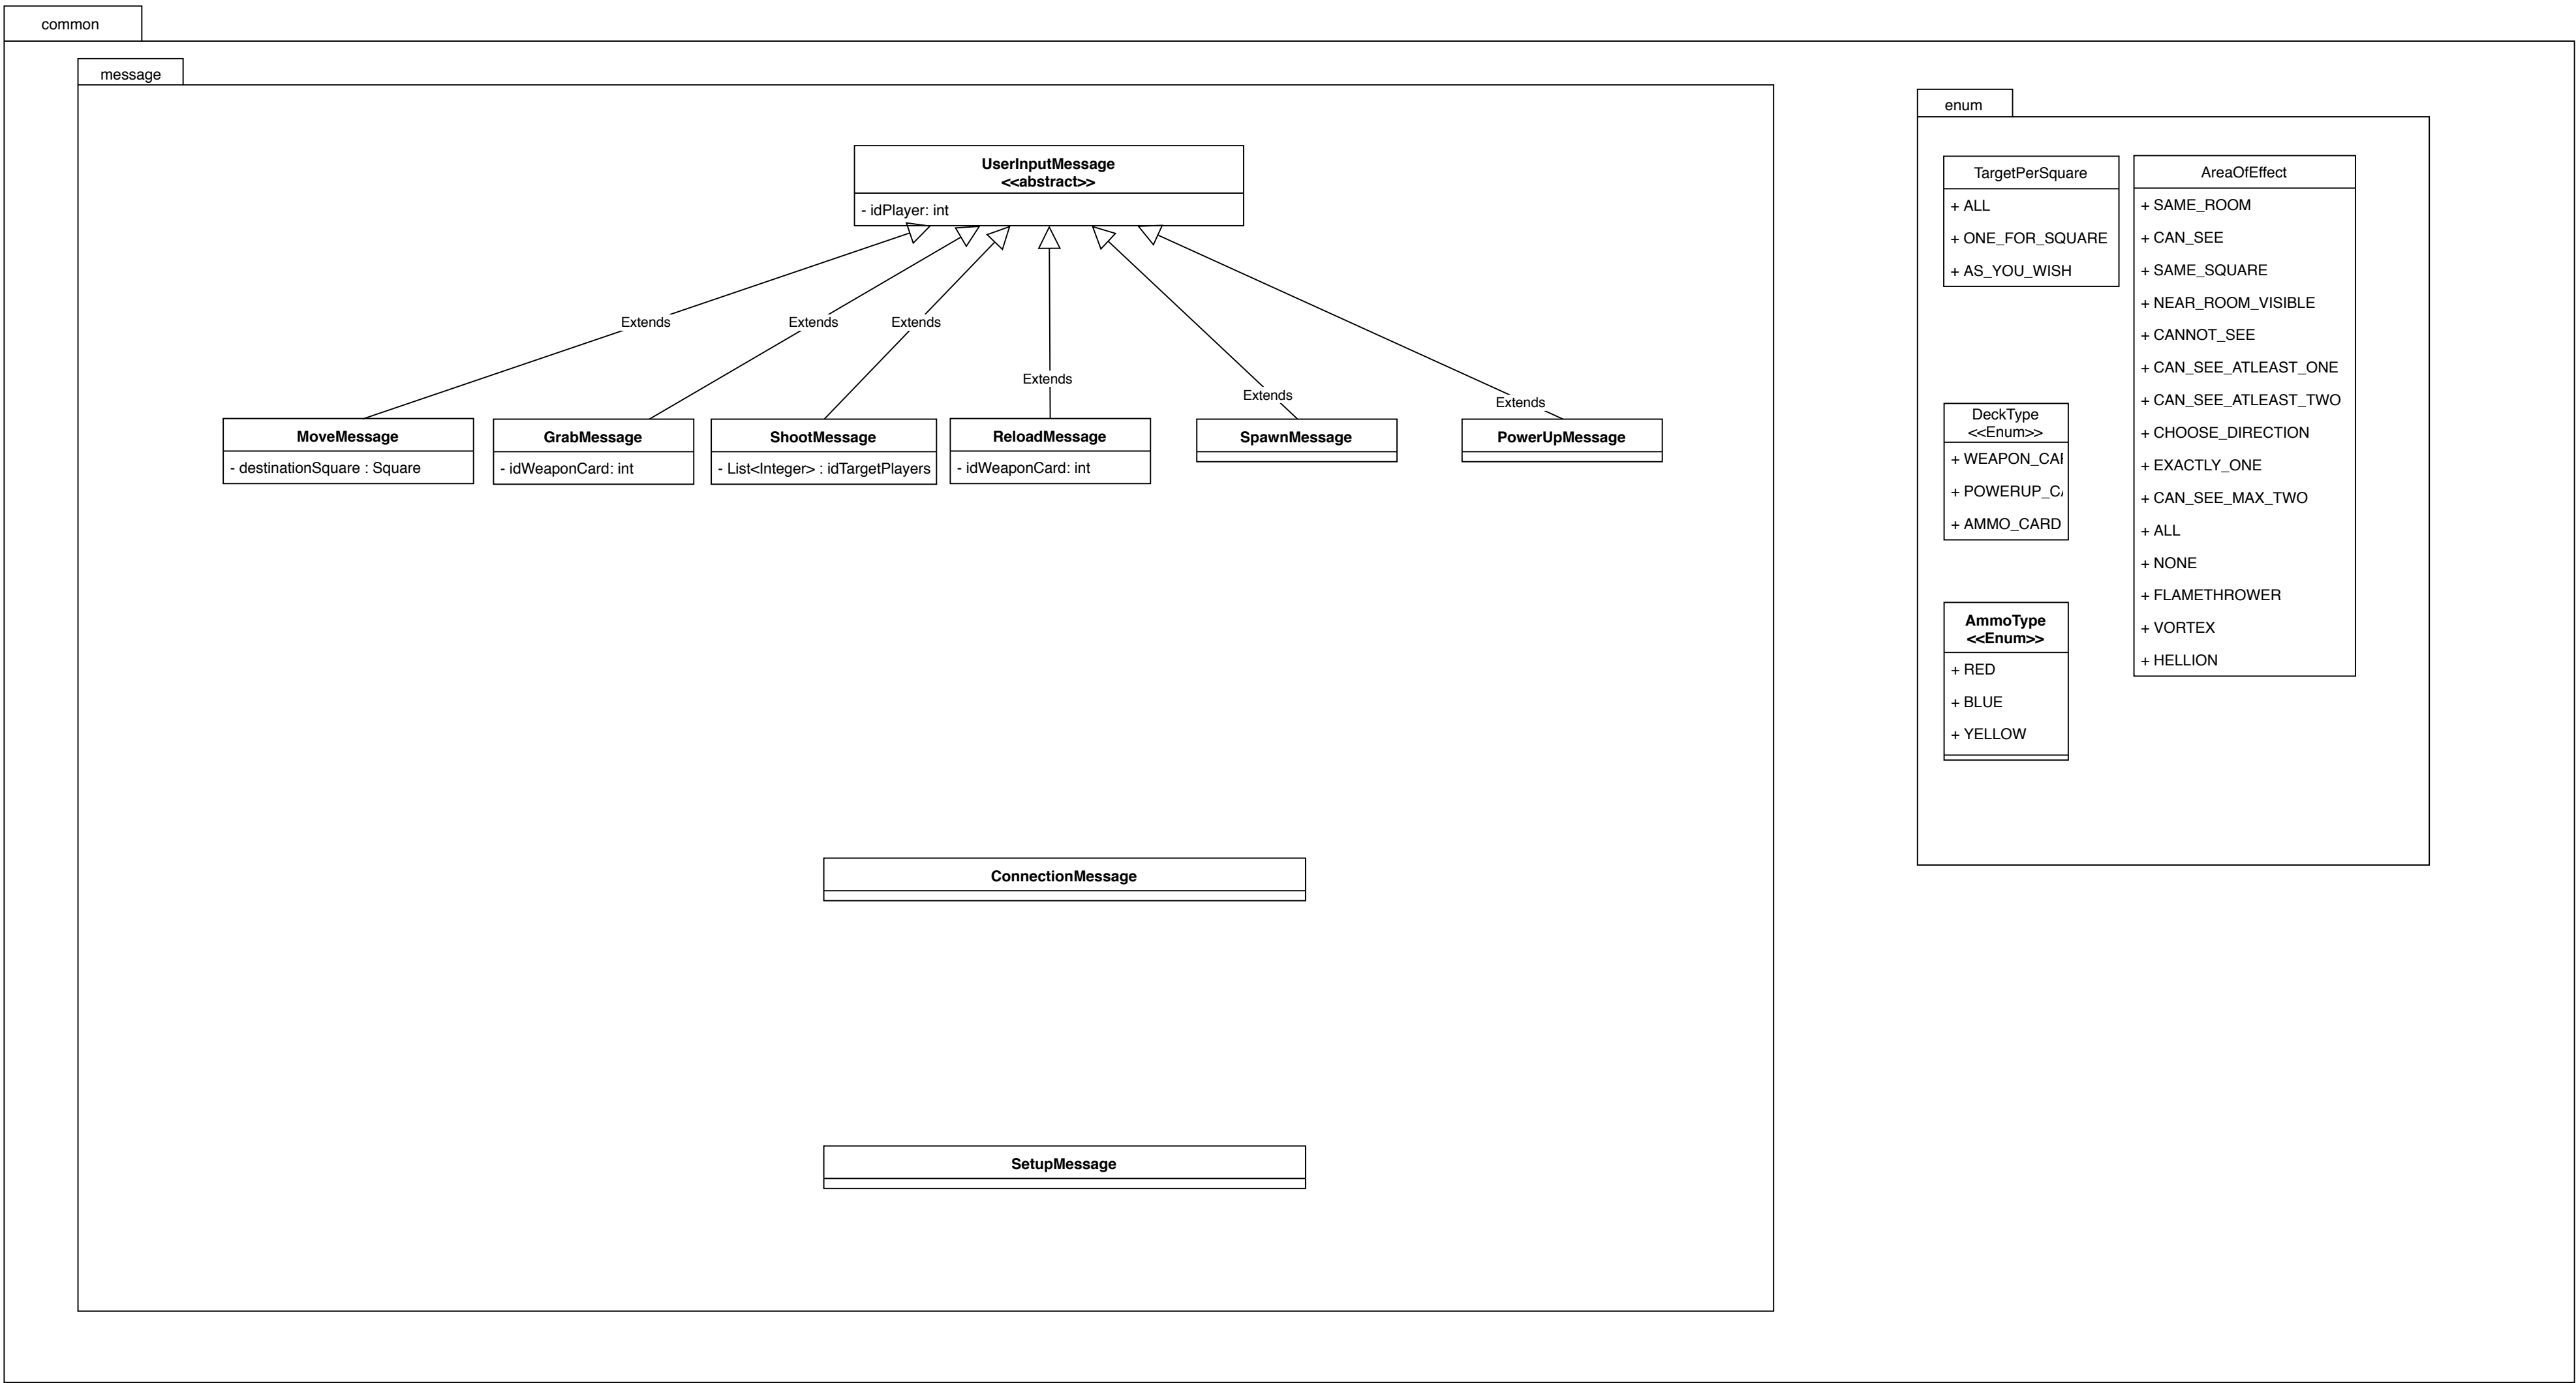 common
message
UserInputMessage
<<abstract>>
- idPlayer: int
Extends
Extends
Extends
Extends
Extends
Extends
MoveMessage
- destinationSquare : Square
GrabMessage
- idWeaponCard: int
ShootMessage
- List<Integer> : idTargetPlayers
ReloadMessage
- idWeaponCard: int
SpawnMessage
PowerUpMessage
ConnectionMessage
SetupMessage
enum
TargetPerSquare
+ ALL
+ ONE_FOR_SQUARE
+ AS_YOU_WISH
DeckType
<<Enum>>
+ WEAPON_CA
+ POWERUP_C
+ AMMO_CARD
AmmoType
<<Enum>>
+ RED
+ BLUE
+ YELLOW
AreaOfEffect
+ SAME_ROOM
+ CAN_SEE
+ SAME_SQUARE
+ NEAR_ROOM_VISIBLE
+ CANNOT_SEE
+ CAN_SEE_ATLEAST_ONE
+ CAN_SEE_ATLEAST_TWO
+ CHOOSE_DIRECTION
+ EXACTLY_ONE
+ CAN_SEE_MAX_TWO
+ ALL
+ NONE
+ FLAMETHROWER
+ VORTEX
+ HELLION